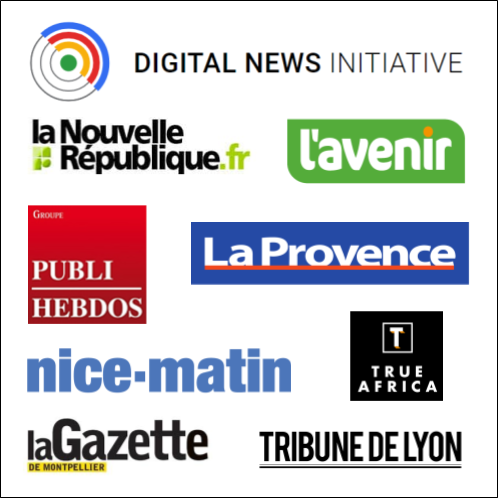 DIGITAL NEWS INITIATIVE
la Nouvelle
République.fr
l'avenir
GROUPE
PUBLI
HEBDOS
La Provence
nice-matin
T
TRUE
AFRICA
laGazette
DE MONTPELLIER
TRIBUNE DE LYON